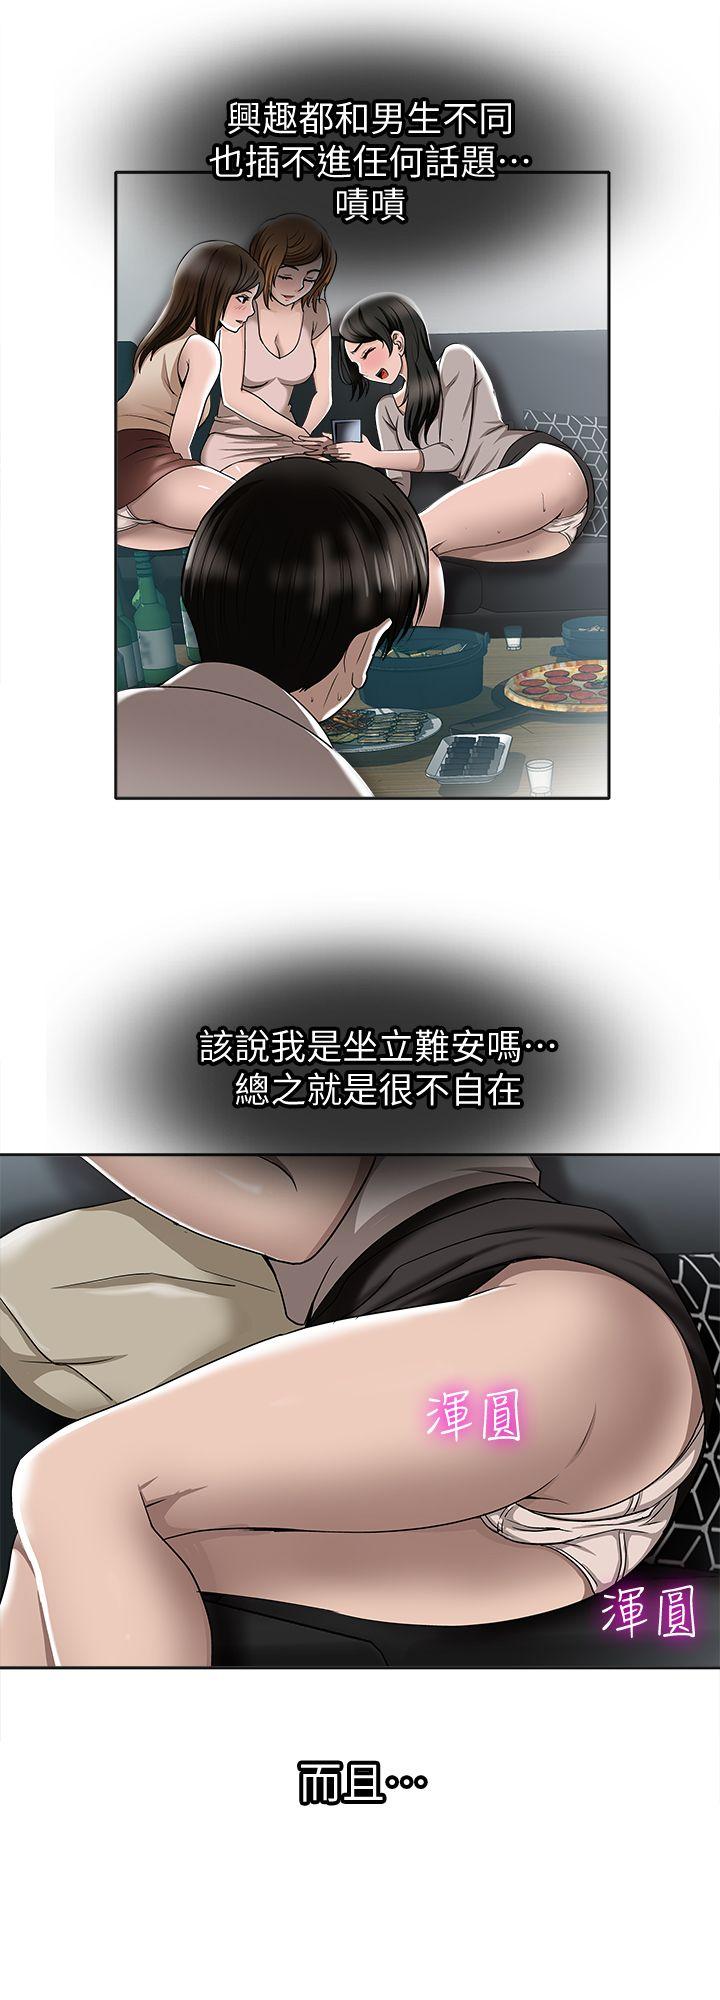 興趣都和男生不同
也插不進任何話題…
嘖嘖
該說我是坐立難安嗎…
總之就是很不自在
渾圓
渾圓
而且…